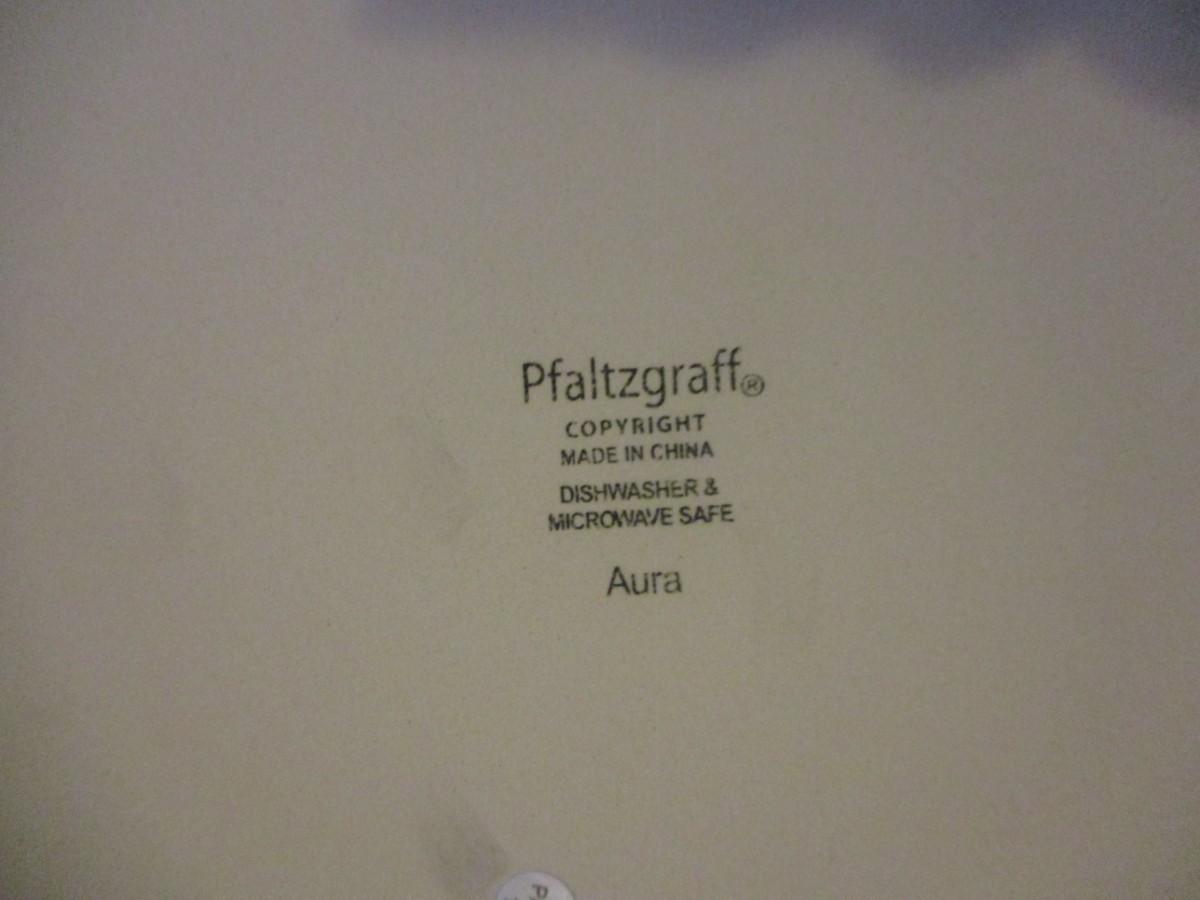 Pfaltzgraff®
COPYRIGHT
MADE IN CHINA
DISHWASHER &
MICROWAVE SAFE
Aura